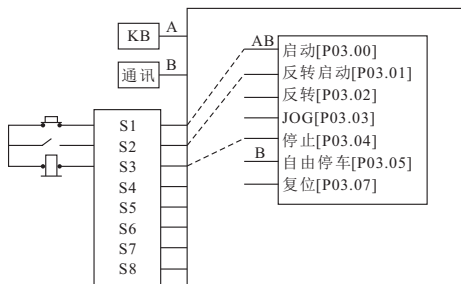 KB
A
通讯
B
S1
S2
S3
S4
S5
S6
S7
S8
AB
启动[P03.00]
反转启动[P03.01]
反转[P03.02]
JOG[P03.03]
停止[P03.04]
B
自由停车[P03.05]
复位[P03.07]